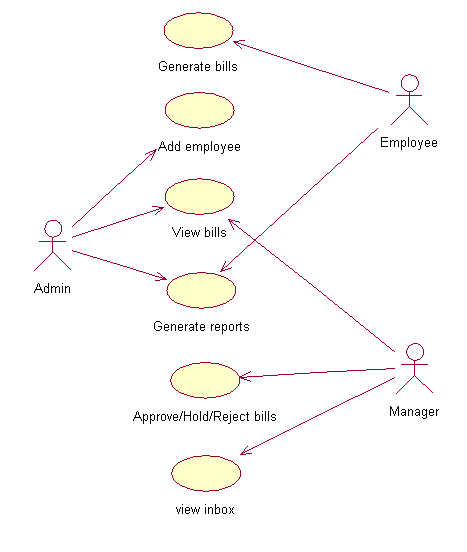 Generate bills
Employee
Add employee
View bills
Admin
Generate reports
Manager
Approve/Hold/Reject bills
view inbox